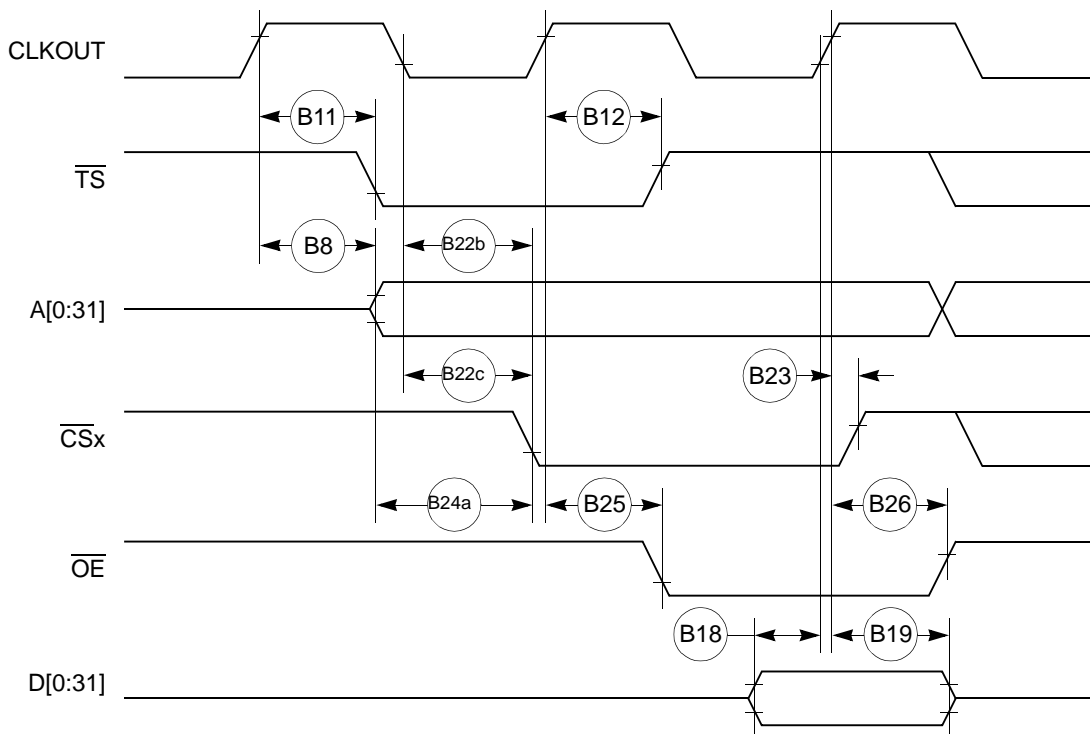 CLKOUT
B11
B12
TS
B8
B22b
A[0:31]
B22c
B23
CSx
B24a
B25
B26
OE
B18
B19
D[0:31]